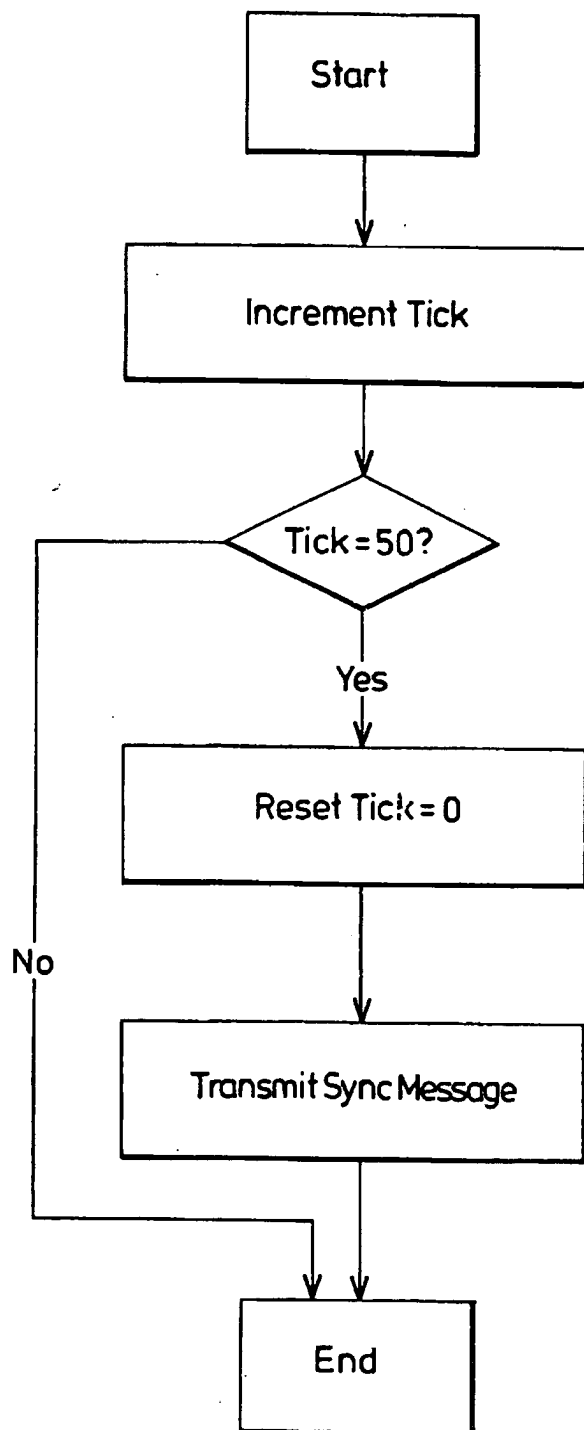 Start
Increment Tick
Tick=50?
Yes
Reset Tick=0
No
Transmit Sync Message
End